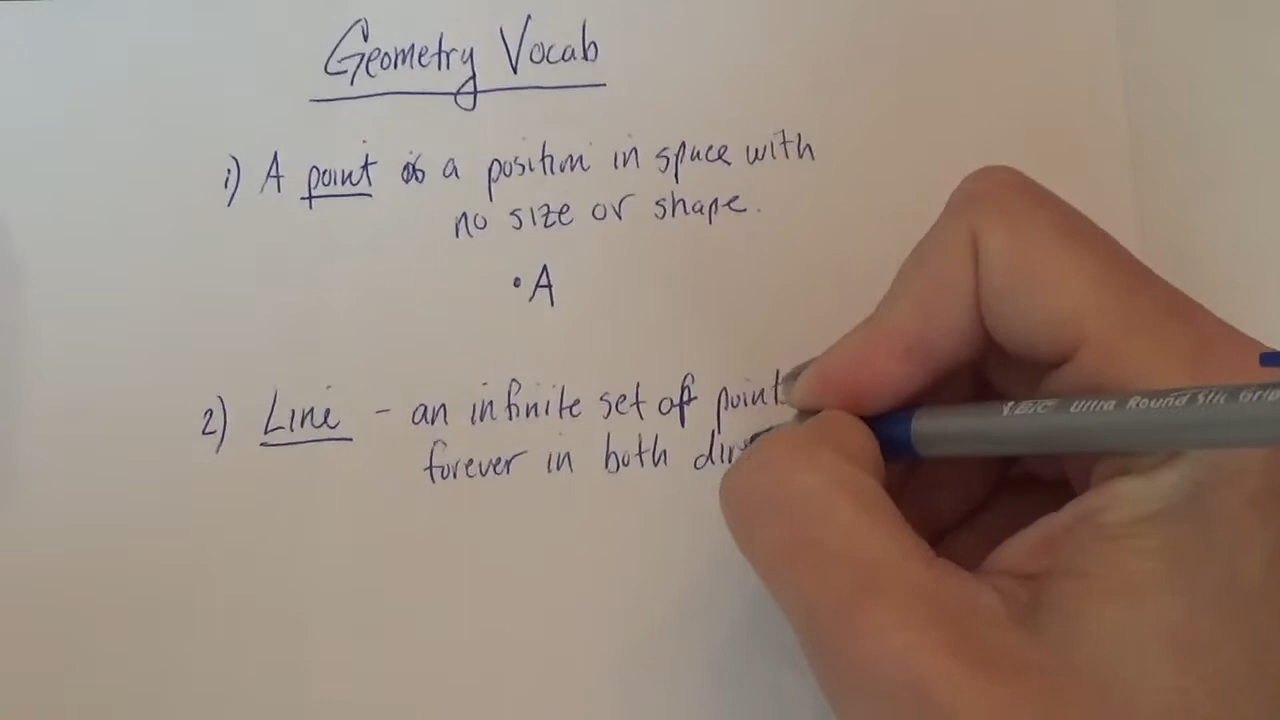 Geometry Vocab
1) A point is a position in space with
no size or shape.
• A
2) Line - an infinite set of point
forever in both
BIC Ultra Round Stic Grip